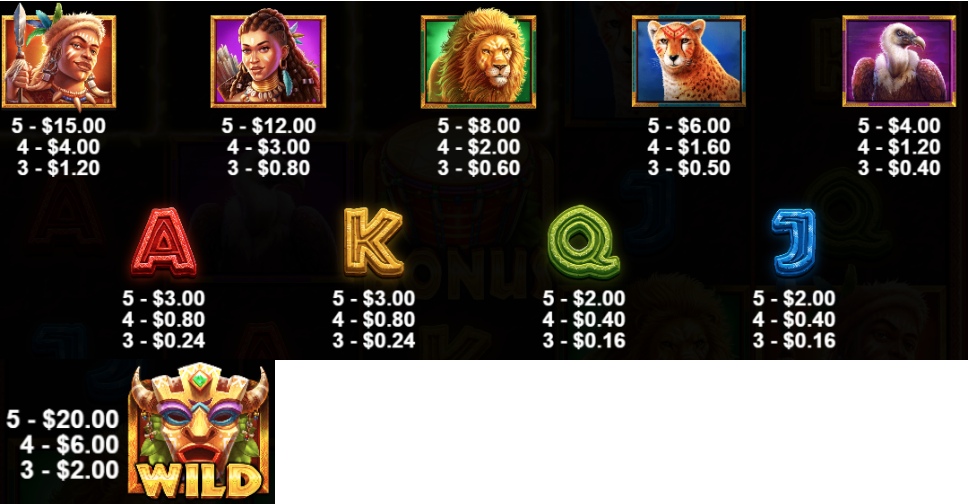 5 - $15.00
4 - $4.00
3 - $1.20
5 - $12.00
4 - $3.00
3 - $0.80
5 - $8.00
4 - $2.00
3 - $0.60
5 - $6.00
4 - $1.60
3 - $0.50
5 - $4.00
4 - $1.20
3 - $0.40
A
5 - $3.00
4 - $0.80
3 - $0.24
K
5 - $3.00
4 - $0.80
3 - $0.24
Q
5 - $2.00
4 - $0.40
3 - $0.16
J
5 - $2.00
4 - $0.40
3 - $0.16
BONUS
5 - $20.00
4 - $6.00
3 - $2.00
WILD